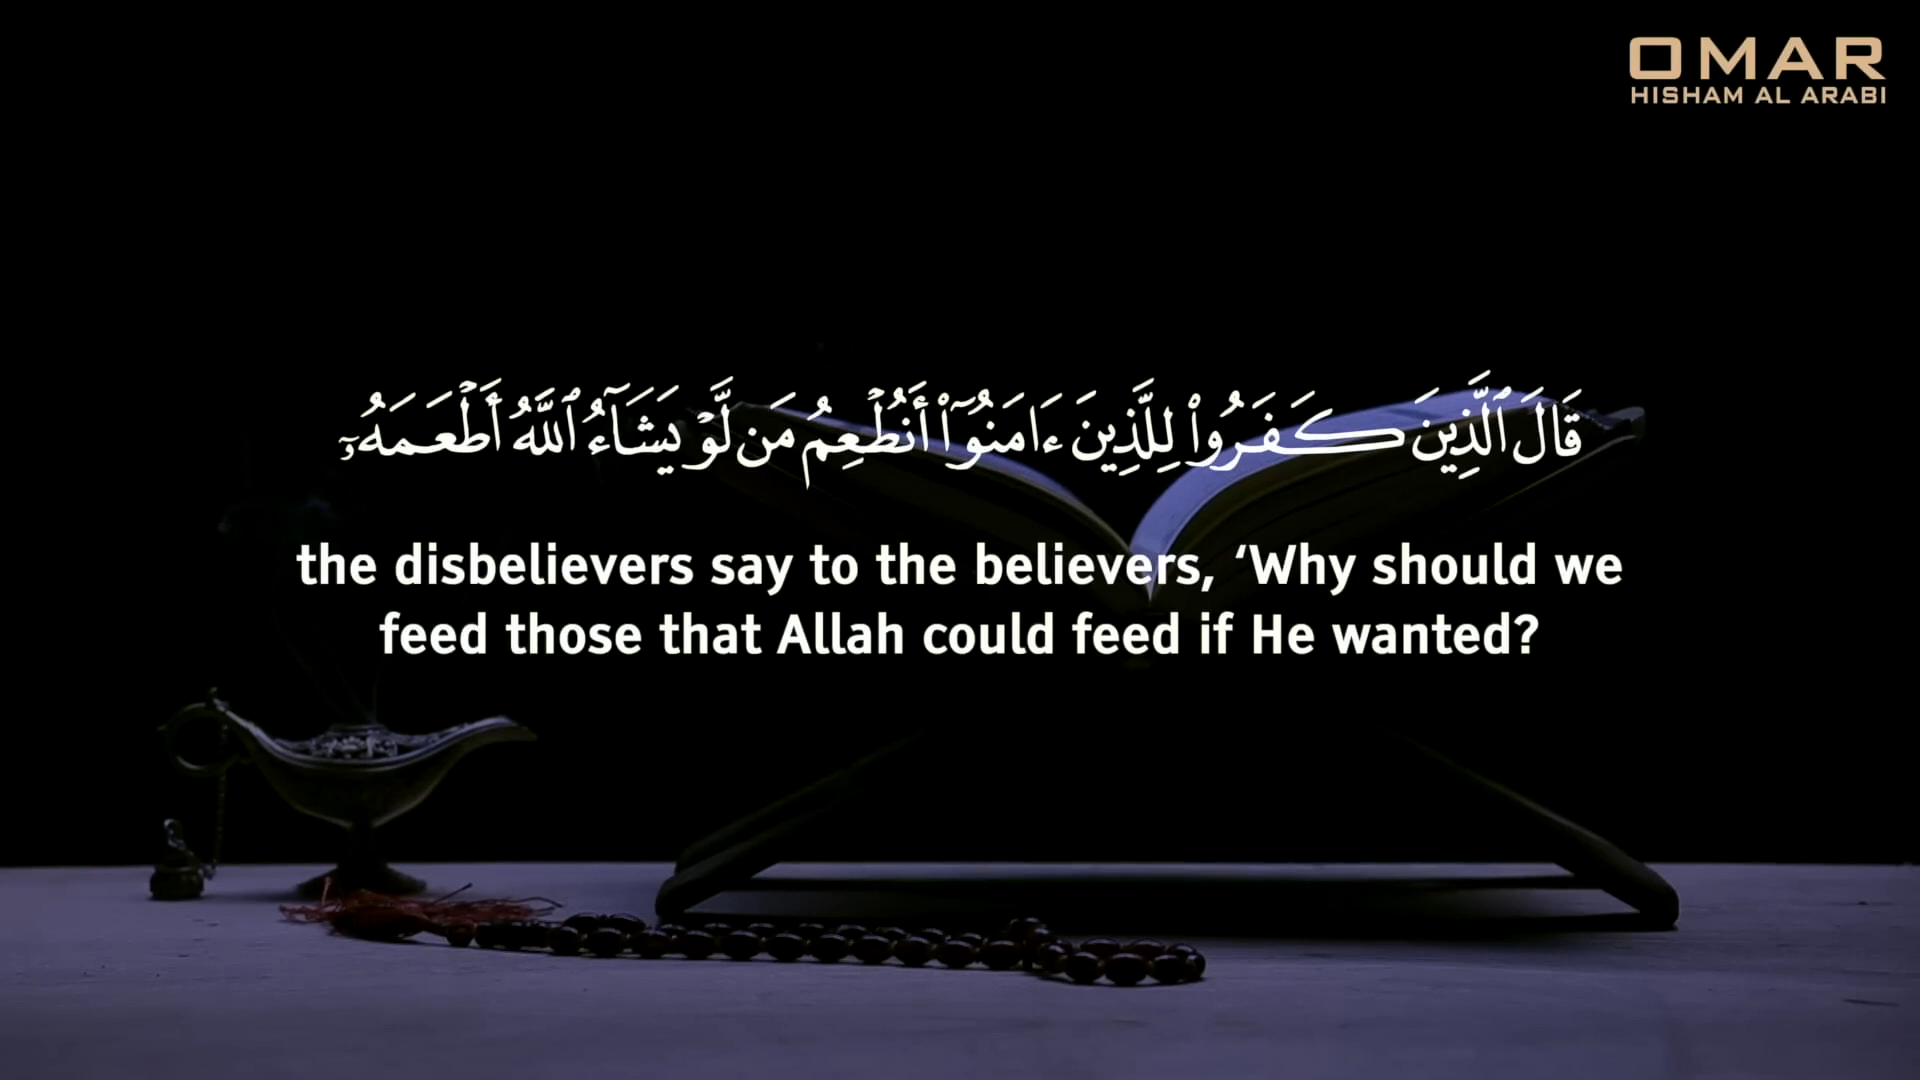 OMAR
HISHAM AL ARABI
قَالَ ٱلَّذِينَ كَفَرُوا۟ لِلَّذِينَ ءَامَنُوٓا۟ أَنُطْعِمُ مَن لَّوْ يَشَآءُ ٱللَّهُ أَطْعَمَهُۥٓ
the disbelievers say to the believers, ‘Why should we
feed those that Allah could feed if He wanted?